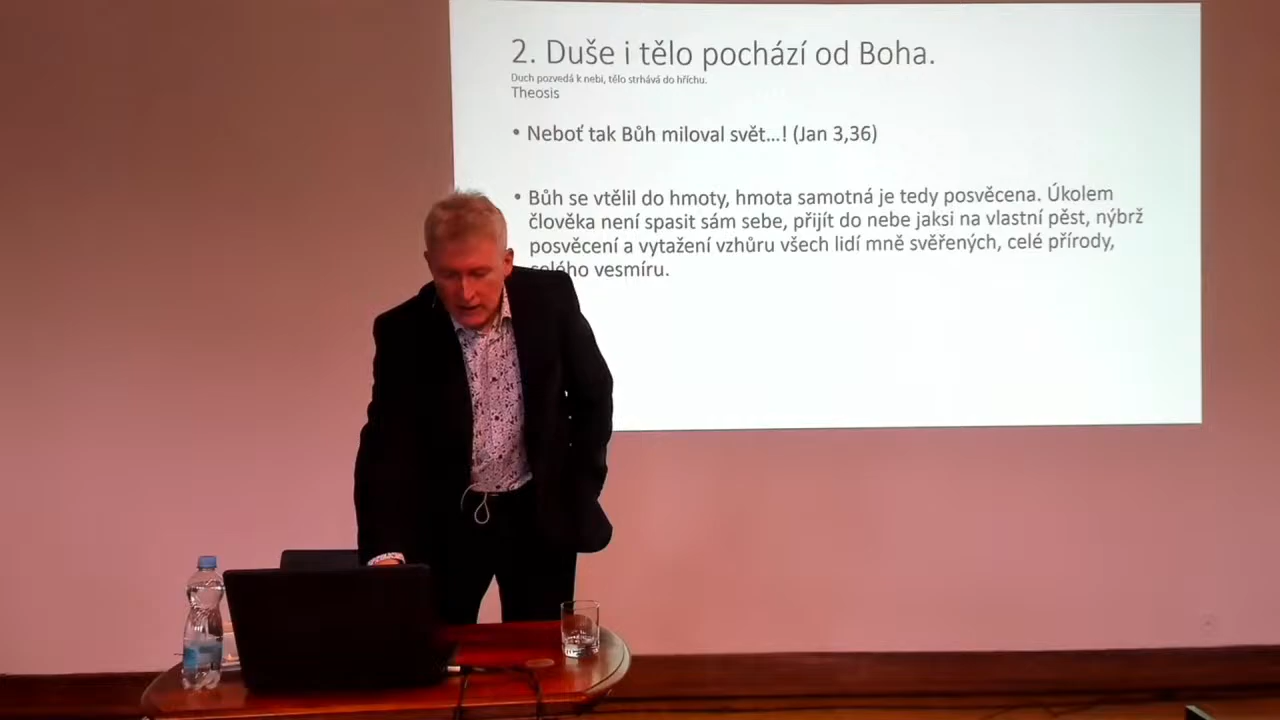 2. Duše i tělo pochází od Boha.
Duch pozvedá k nebi, tělo strhává do hříchu.
Theosis
• Neboť tak Bůh miloval svět...! (Jan 3,36)
• Bůh se vtělil do hmoty, hmota samotná je tedy posvěcena. Úkolem
člověka není spasit sám sebe, přijít do nebe jaksi na vlastní pěst, nýbrž
posvěcení a vytažení vzhůru všech lidí mně svěřených, celé přírody,
celého vesmíru.